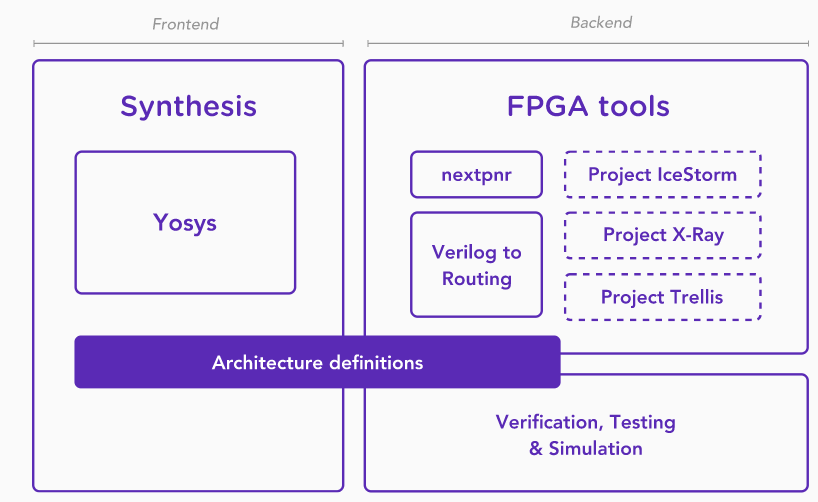 Frontend
Backend
Synthesis
Yosys
FPGA tools
nextpnr
Verilog to
Routing
Project IceStorm
Project X-Ray
Project Trellis
Architecture definitions
Verification, Testing
& Simulation